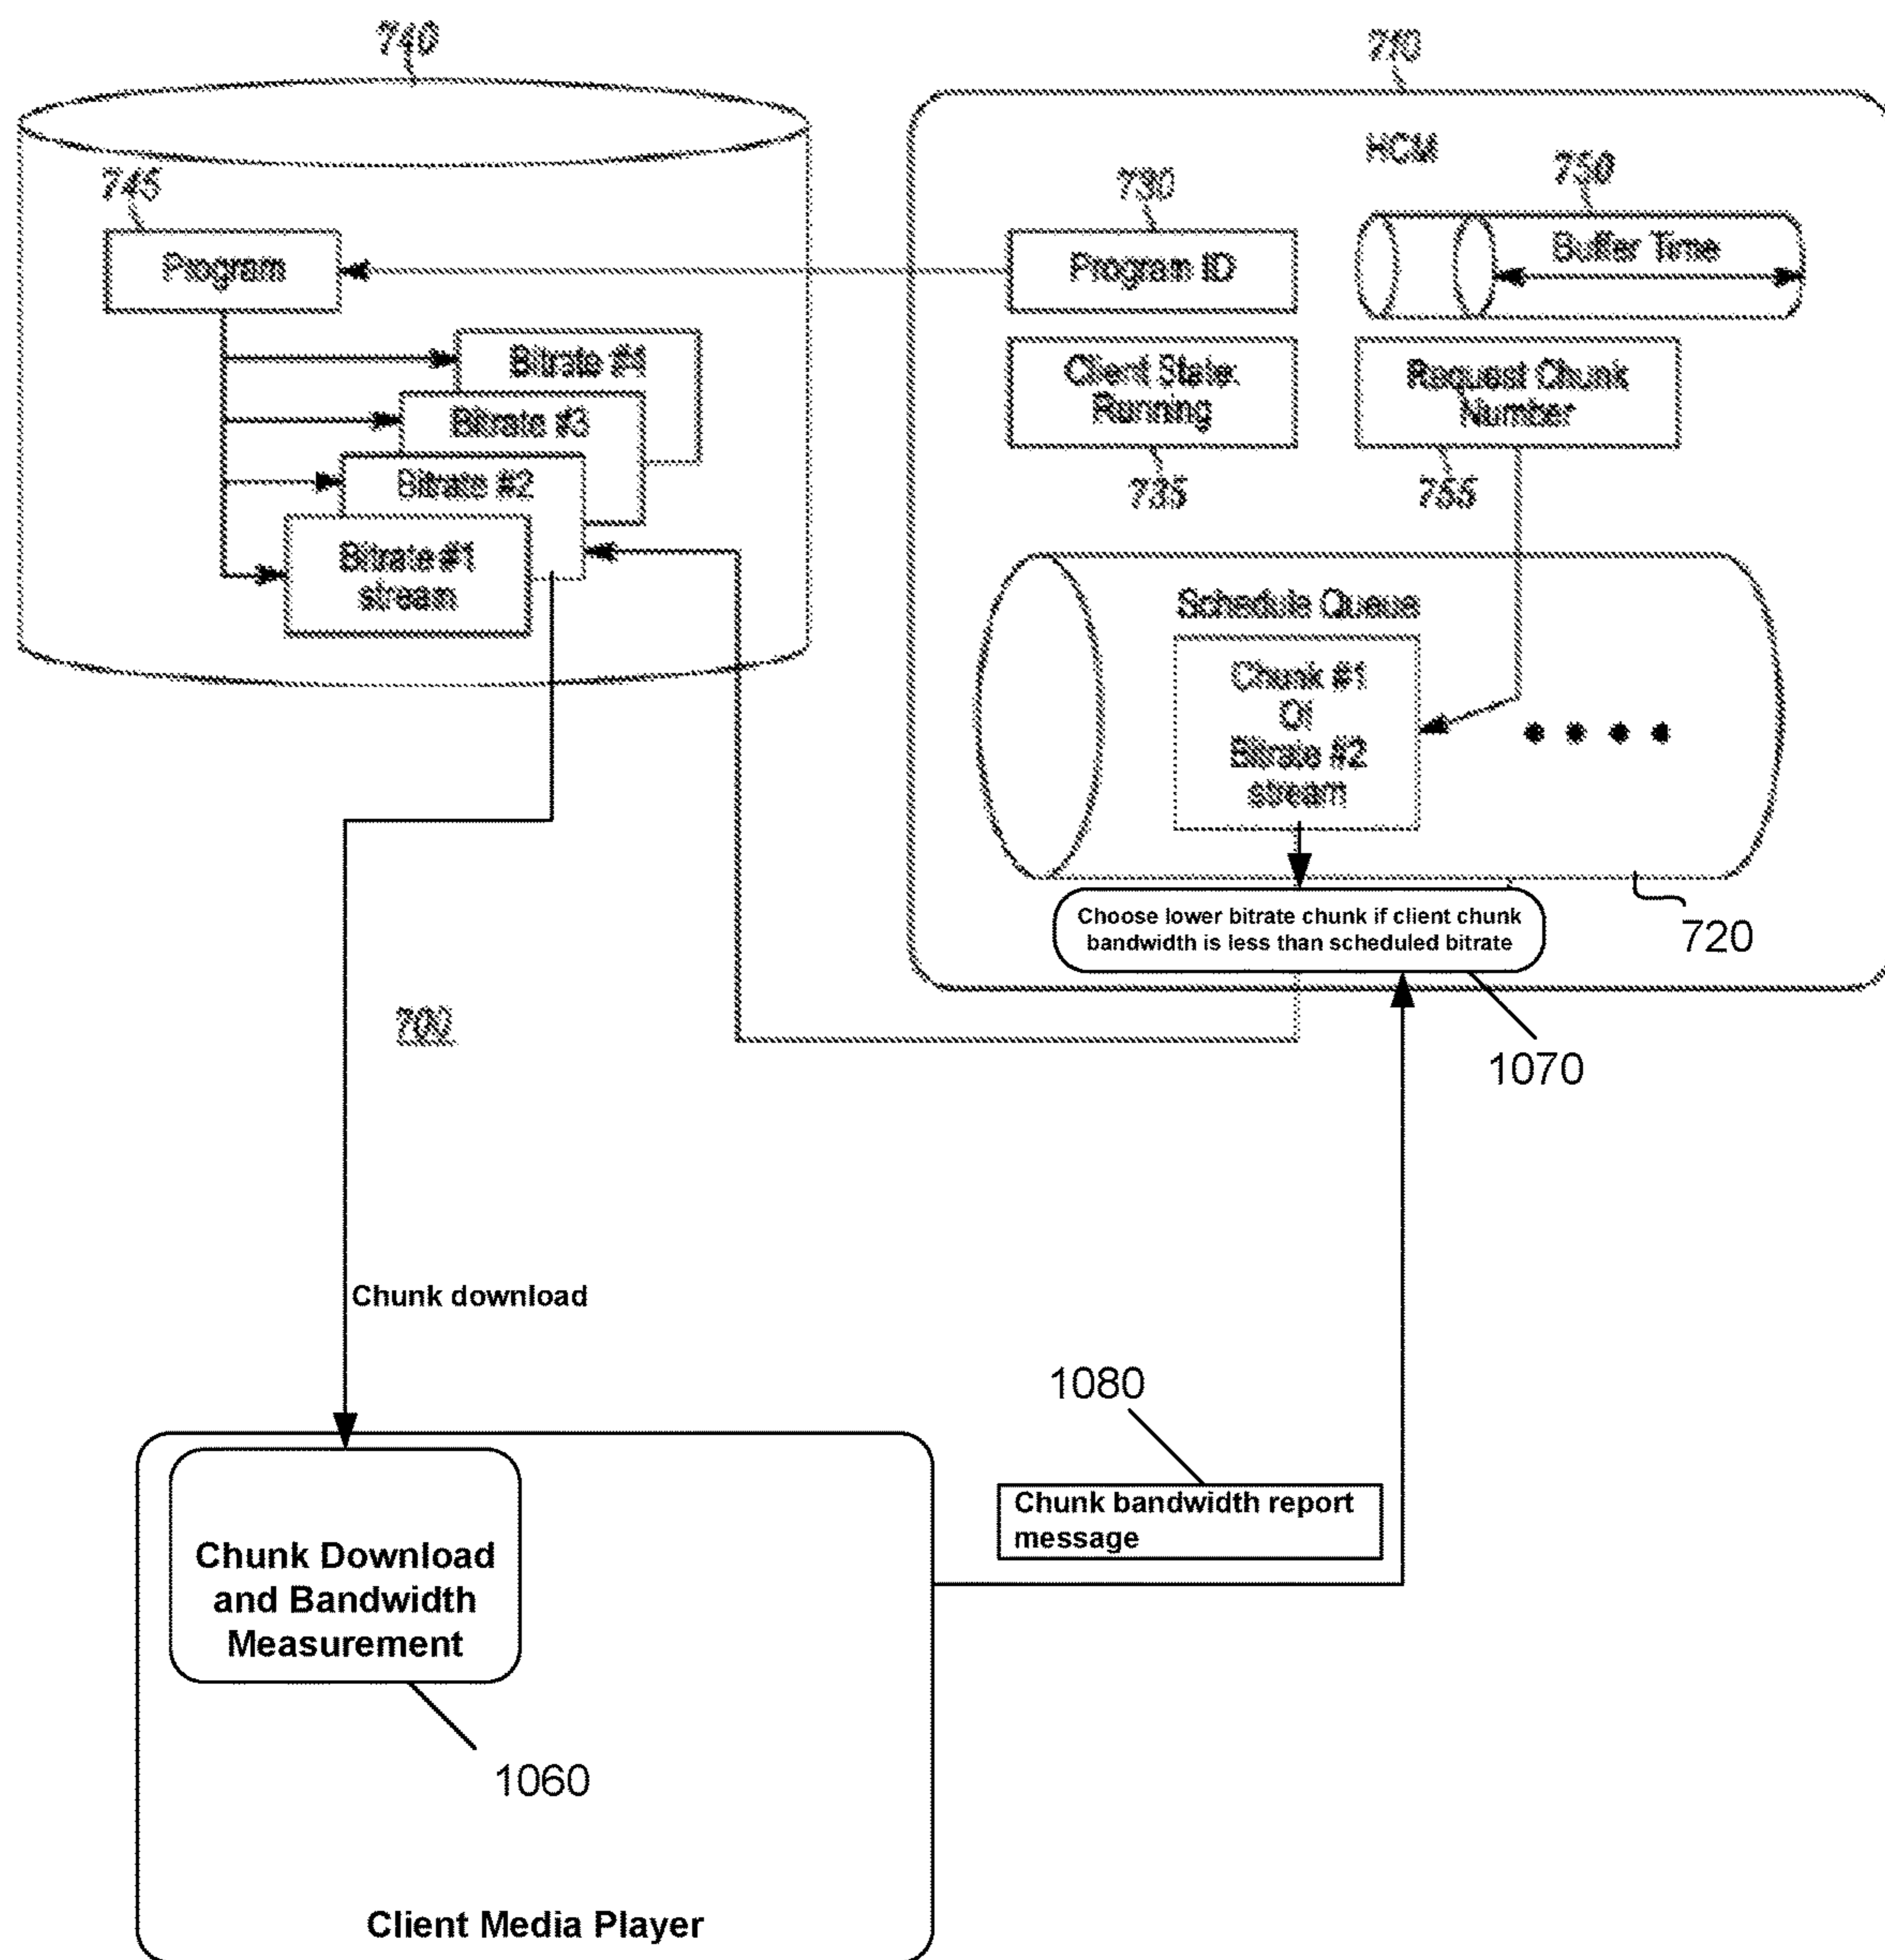 740
710
HCM
745
730
750
Program
Program ID
Buffer Time
Bitrate #4
Client State:
Running
Request Chunk
Number
Bitrate #3
Bitrate #2
735
755
Bitrate #1
stream
Schedule Queue
Chunk #1
Of
Bitrate #2
stream
Choose lower bitrate chunk if client chunk
bandwidth is less than scheduled bitrate
720
700
1070
Chunk download
1080
Chunk bandwidth report
message
Chunk Download
and Bandwidth
Measurement
1060
Client Media Player